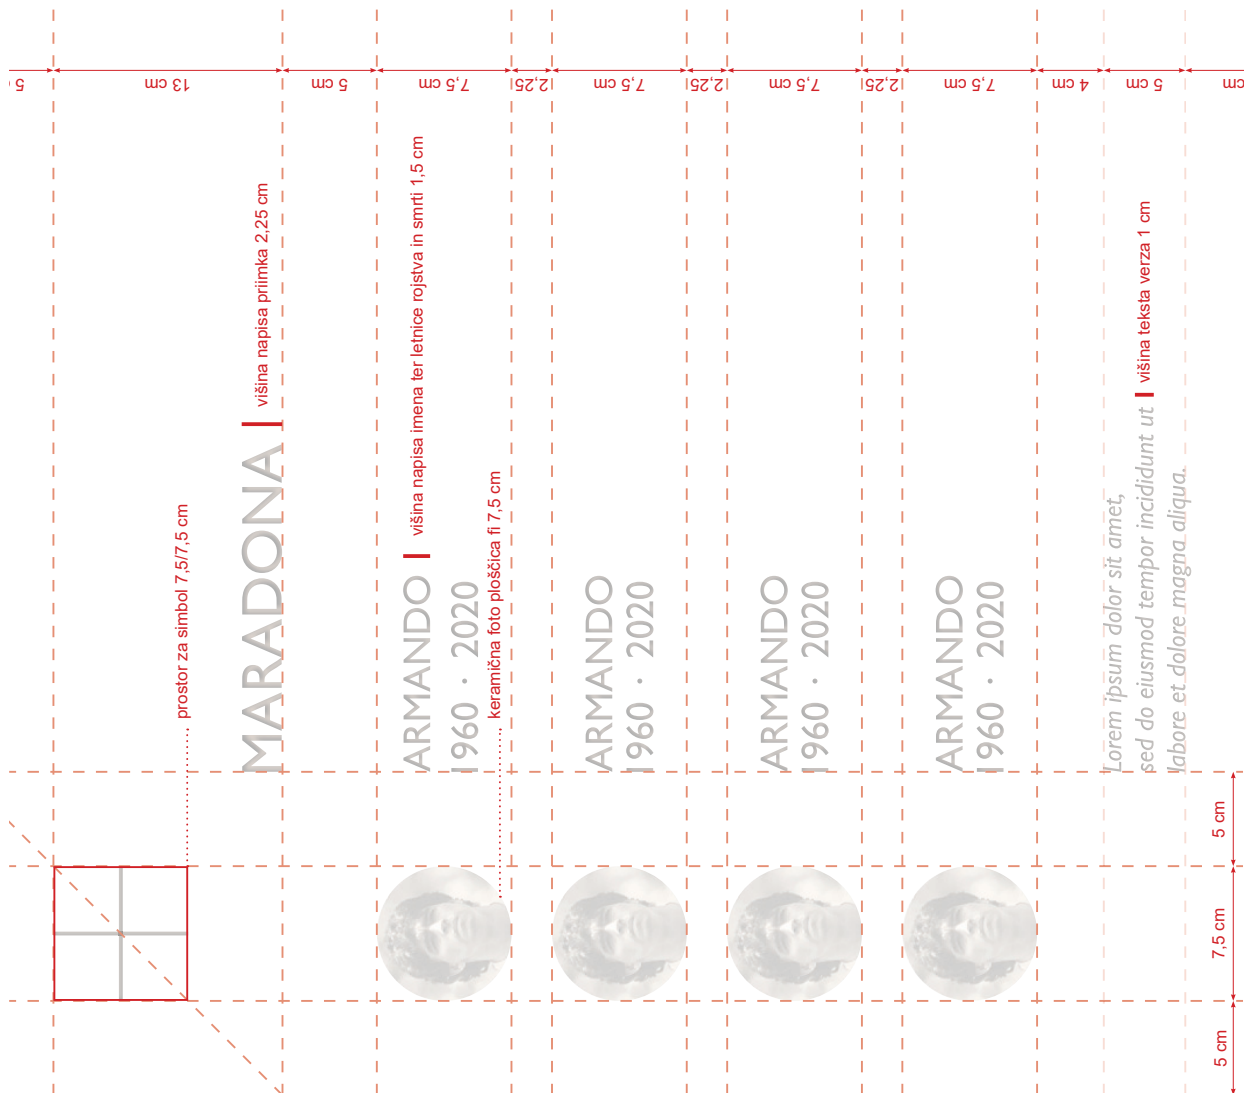 5
13 cm
prostor za simbol 7,5/7,5 cm
MARADONA
višina napisa priimka 2,25 cm
5 cm
ARMANDO
višina napisa imena ter letnice rojstva in smrti 1,5 cm
1960 · 2020
7,5 cm
keramična foto ploščica fi 7,5 cm
2,25
ARMANDO
1960 · 2020
7,5 cm
2,25
ARMANDO
1960 · 2020
7,5 cm
2,25
ARMANDO
1960 · 2020
7,5 cm
4 cm
Lorem ipsum dolor sit amet,
sed do eiusmod tempor incididunt ut
labore et dolore magna aliqua.
višina teksta verza 1 cm
5 cm
cm
5 cm
7,5 cm
5 cm